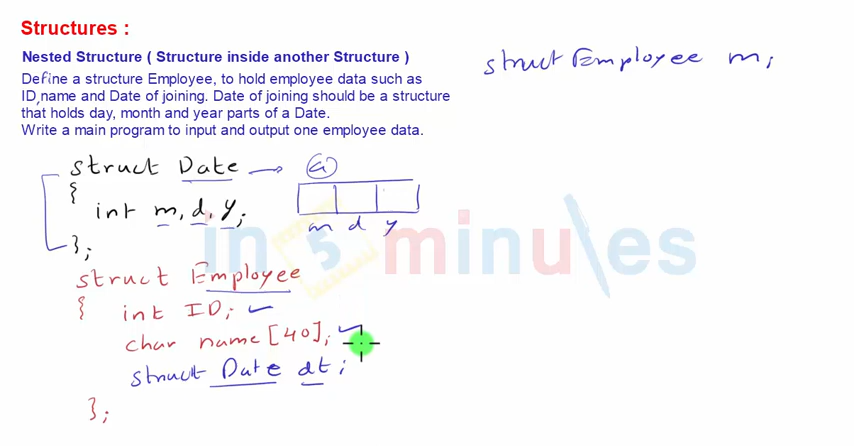 Structures :
Nested Structure ( Structure inside another Structure )
Define a structure Employee, to hold employee data such as
ID,name and Date of joining. Date of joining should be a structure
that holds day, month and year parts of a Date.
Write a main program to input and output one employee data.
struct Employee m;
struct Date
{
int m, d, y;
};
m d y
in 5 minutes
struct Employee
{ int ID;
char name [40];
struct Date dt;
};